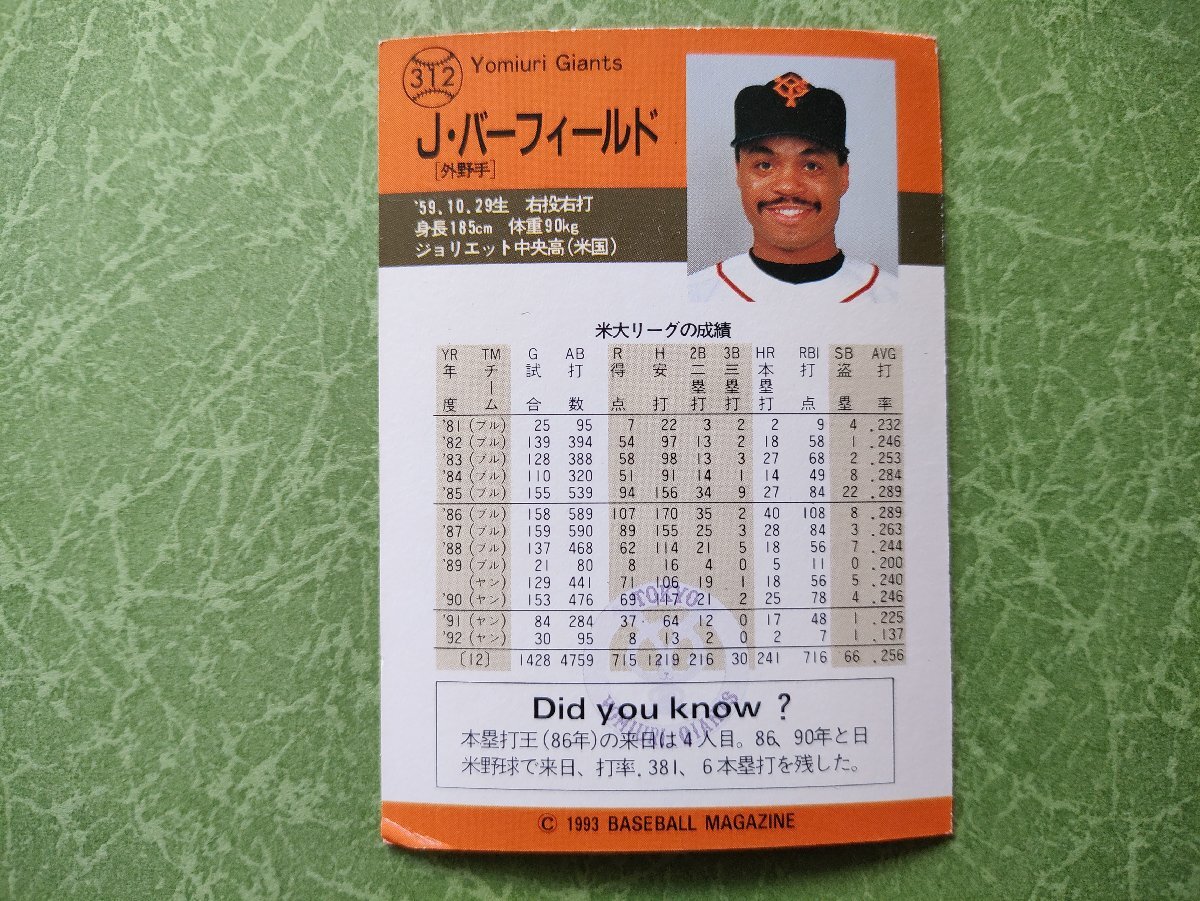 312
Yomiuri Giants
J・バーフィールド
[外野手]
'59.10.29生 右投右打
身長185cm 体重90kg
ジョリエット中央高(米国)
米大リーグの成績
YR TM G AB R H 2B 3B HR RBI SB AVG
年度 チーム 試合 打数 得点 安打 二塁打 三塁打 本塁打 打点 盗塁 打率
'81 (ブル) 25 95 7 22 3 2 2 9 4 .232
'82 (ブル) 139 394 54 97 13 2 18 58 1 .246
'83 (ブル) 128 388 58 98 13 3 27 68 2 .253
'84 (ブル) 110 320 51 91 14 1 14 49 8 .284
'85 (ブル) 155 539 94 156 34 9 27 84 22 .289
'86 (ブル) 158 589 107 170 35 2 40 108 8 .289
'87 (ブル) 159 590 89 155 25 3 28 84 3 .263
'88 (ブル) 137 468 62 114 21 5 18 56 7 .244
'89 (ブル) 21 80 8 16 4 0 5 11 0 .200
(ヤン) 129 441 71 106 19 1 18 56 5 .240
'90 (ヤン) 153 476 69 117 21 2 25 78 4 .246
'91 (ヤン) 84 284 37 64 12 0 17 48 1 .225
'92 (ヤン) 30 95 8 13 2 0 2 7 1 .137
[12] 1428 4759 715 1219 216 30 241 716 66 .256
TOKYO
YOMIURI GIANTS
Did you know ?
本塁打王(86年)の来日は4人目。86、90年と日
米野球で来日、打率.381、6本塁打を残した。
© 1993 BASEBALL MAGAZINE